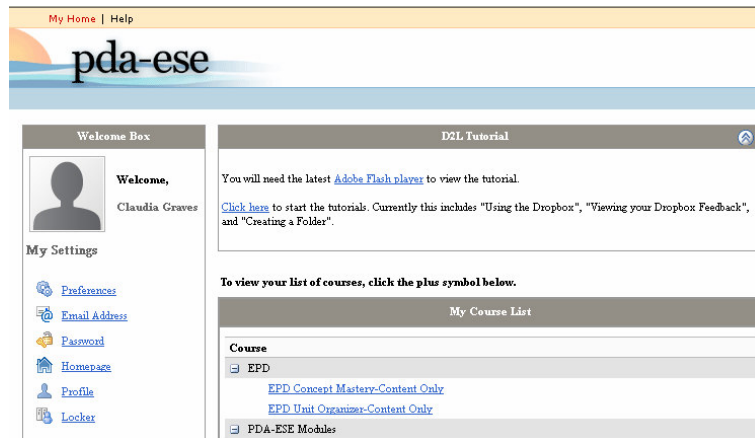 My Home | Help
pda-ese
Welcome Box
Welcome,
Claudia Graves
My Settings
Preferences
Email Address
Password
Homepage
Profile
Locker
D2L Tutorial
You will need the latest Adobe Flash player to view the tutorial.
Click here to start the tutorials. Currently this includes "Using the Dropbox", "Viewing your Dropbox Feedback",
and "Creating a Folder".
To view your list of courses, click the plus symbol below.
My Course List
Course
EPD
EPD Concept Mastery-Content Only
EPD Unit Organizer-Content Only
PDA-ESE Modules